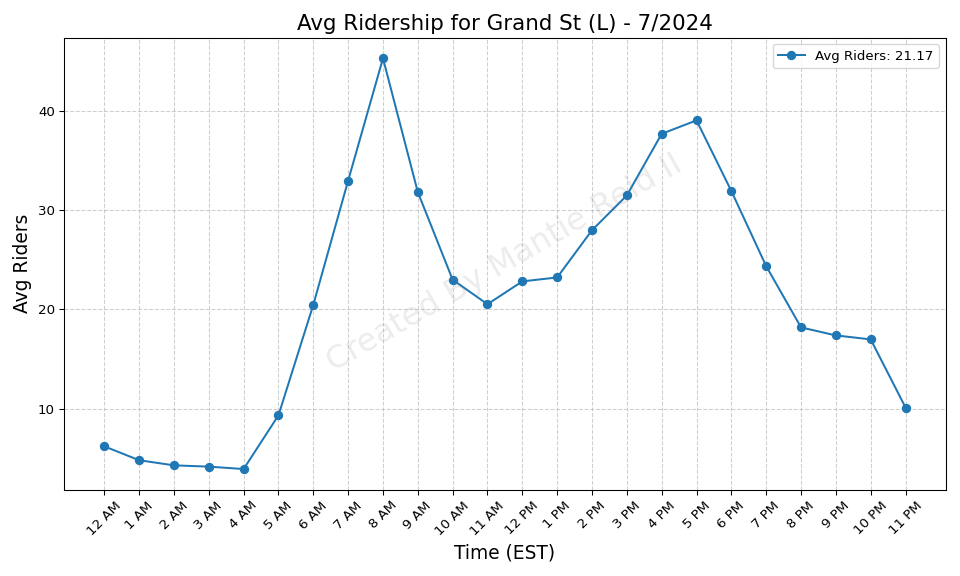 Avg Ridership for Grand St (L) - 7/2024
Avg Riders: 21.17
40
30
20
10
Avg Riders
Created By Mantie Reid II
12 AM
1 AM
2 AM
3 AM
4 AM
5 AM
6 AM
7 AM
8 AM
9 AM
10 AM
11 AM
12 PM
1 PM
2 PM
3 PM
4 PM
5 PM
6 PM
7 PM
8 PM
9 PM
10 PM
11 PM
Time (EST)